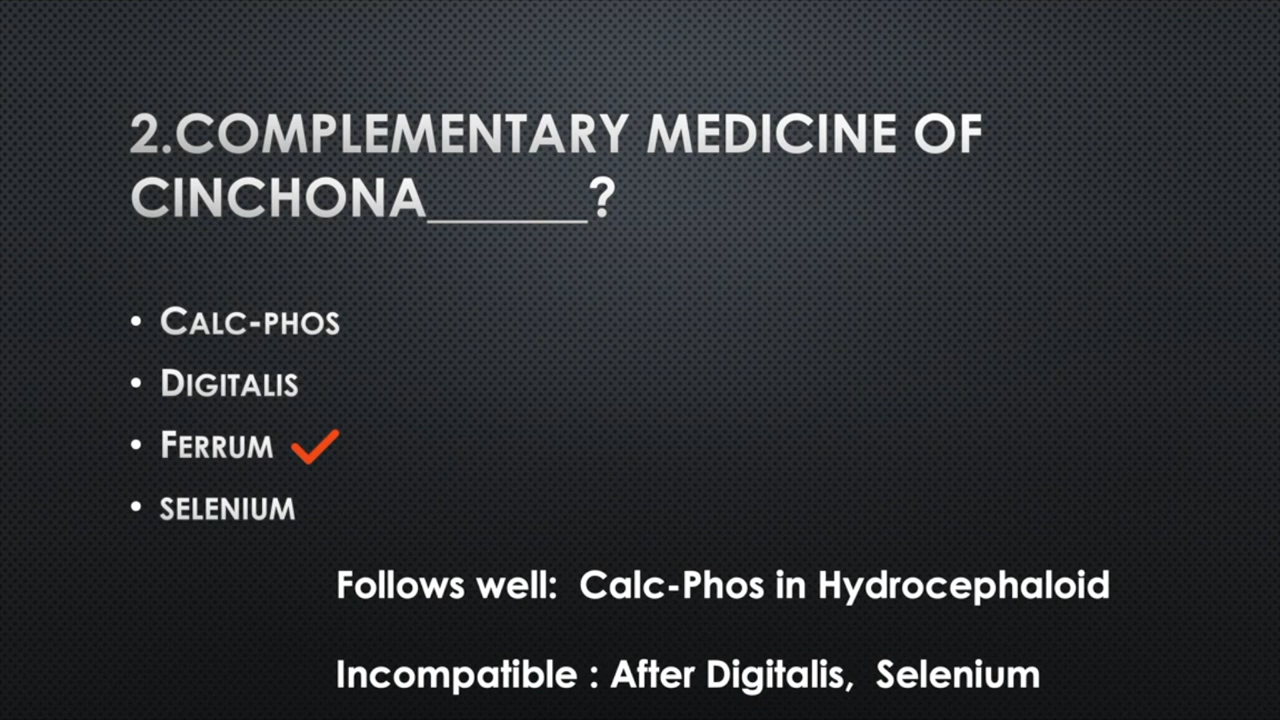 2.COMPLEMENTARY MEDICINE OF
CINCHONA______?
• CALC-PHOS
• DIGITALIS
• FERRUM
• SELENIUM
Follows well: Calc-Phos in Hydrocephaloid
Incompatible : After Digitalis, Selenium